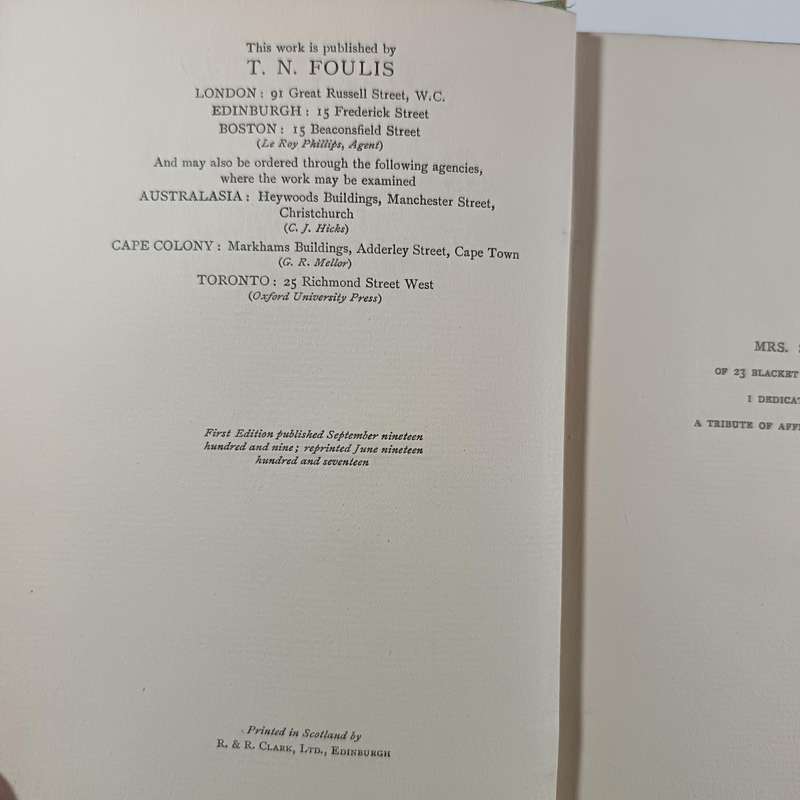 This work is published by
T. N. FOULIS
LONDON : 91 Great Russell Street, W.C.
EDINBURGH : 15 Frederick Street
BOSTON : 15 Beaconsfield Street
(Le Roy Phillips, Agent)
And may also be ordered through the following agencies,
where the work may be examined
AUSTRALASIA : Heywoods Buildings, Manchester Street,
Christchurch
(C. J. Hicks)
CAPE COLONY : Markhams Buildings, Adderley Street, Cape Town
(G. R. Mellor)
TORONTO : 25 Richmond Street West
(Oxford University Press)
First Edition published September nineteen
hundred and nine ; reprinted June nineteen
hundred and seventeen
Printed in Scotland by
R. & R. CLARK, LTD., EDINBURGH
MRS.
OF 23 BLACKET
I DEDICAT
A TRIBUTE OF AFF